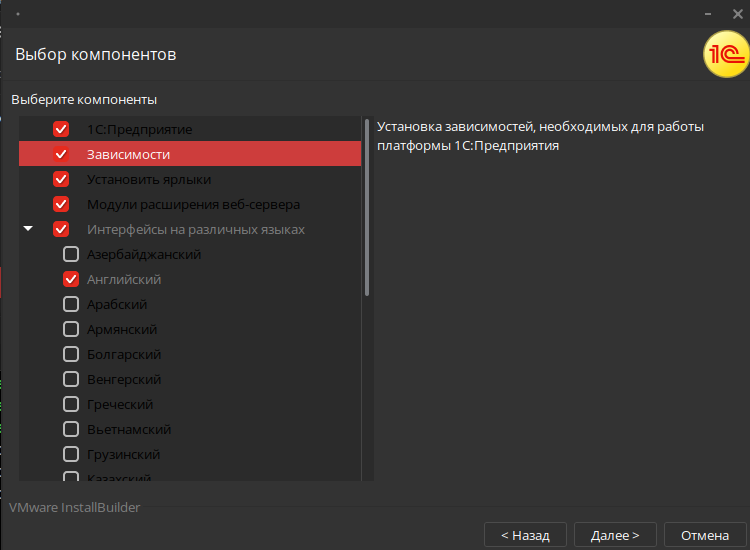 Выбор компонентов
1С
Выберите компоненты
1С:Предприятие
Зависимости
Установить ярлыки
Модули расширения веб-сервера
Интерфейсы на различных языках
Азербайджанский
Английский
Арабский
Армянский
Болгарский
Венгерский
Греческий
Вьетнамский
Грузинский
Казахский
Установка зависимостей, необходимых для работы
платформы 1С:Предприятия
VMware InstallBuilder
< Назад
Далее >
Отмена